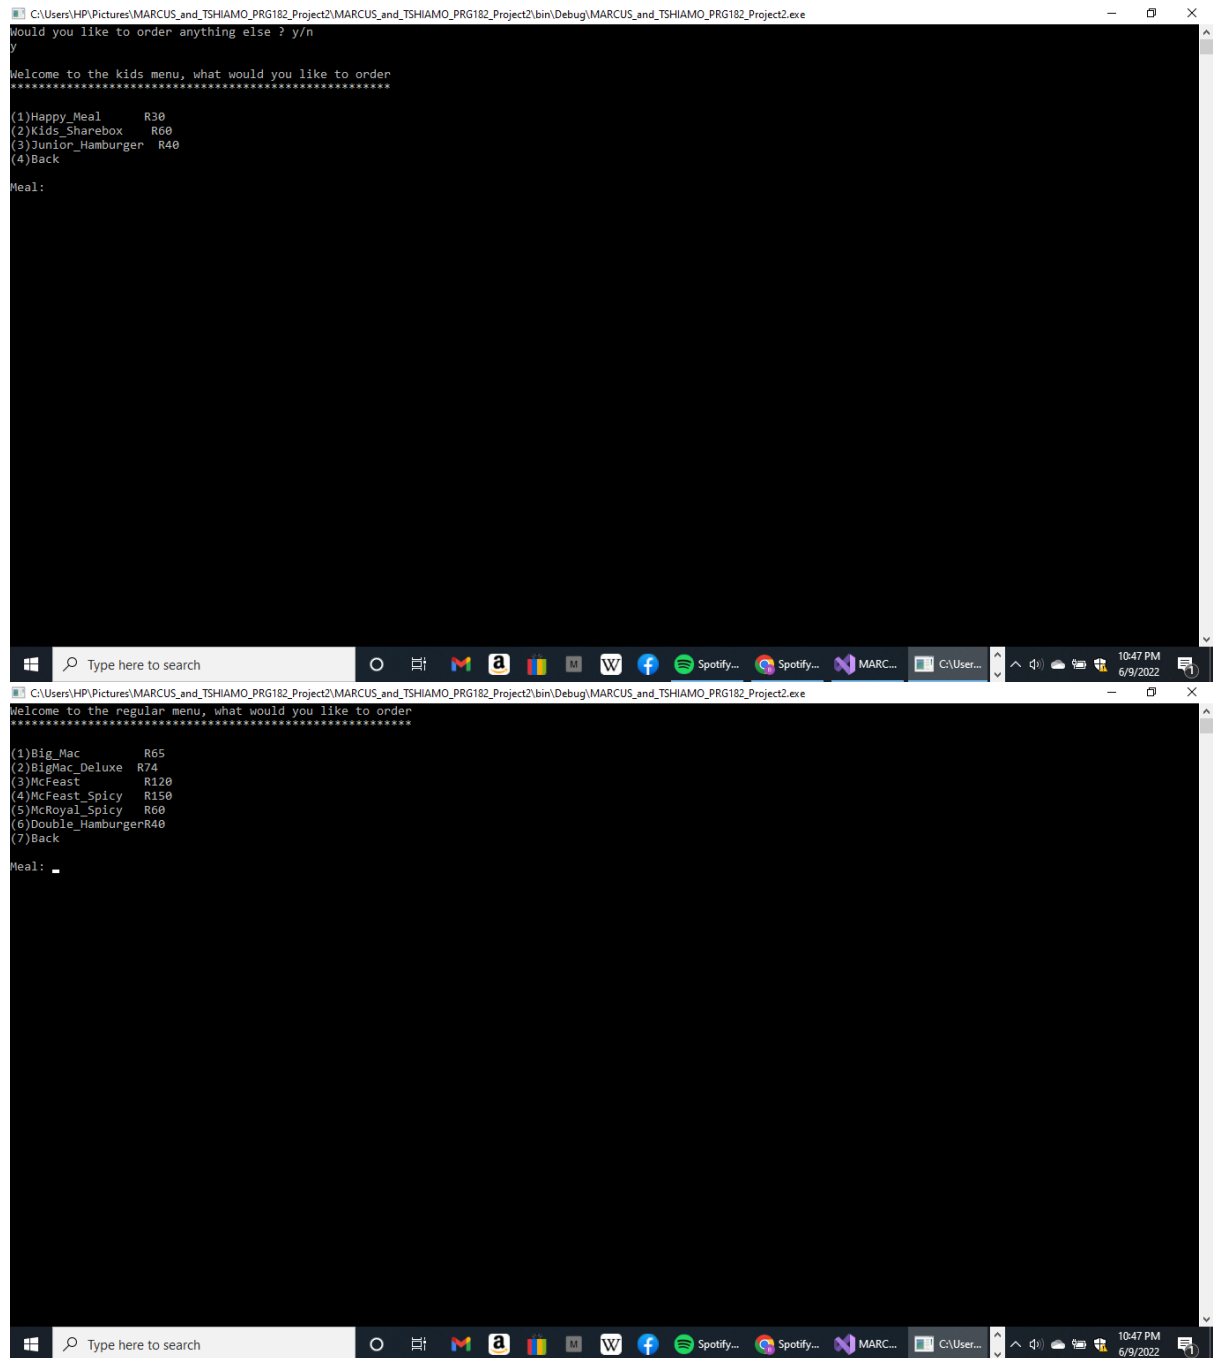 C:\Users\HP\Pictures\MARCUS_and_TSHIAMO_PRG182_Project2\MARCUS_and_TSHIAMO_PRG182_Project2\bin\Debug\MARCUS_and_TSHIAMO_PRG182_Project2.exe
Would you like to order anything else ? y/n
y
Welcome to the kids menu, what would you like to order
******************************************************
(1)Happy_Meal      R30
(2)Kids_Sharebox    R60
(3)Junior_Hamburger  R40
(4)Back
Meal:
Type here to search a M W Spotify... Spotify... MARC... C:\User... 10:47 PM
6/9/2022 1
C:\Users\HP\Pictures\MARCUS_and_TSHIAMO_PRG182_Project2\MARCUS_and_TSHIAMO_PRG182_Project2\bin\Debug\MARCUS_and_TSHIAMO_PRG182_Project2.exe
Welcome to the regular menu, what would you like to order
*********************************************************
(1)Big_Mac         R65
(2)BigMac_Deluxe  R74
(3)McFeast         R120
(4)McFeast_Spicy   R150
(5)McRoyal_Spicy   R60
(6)Double_HamburgerR40
(7)Back
Meal:
Type here to search a M W Spotify... Spotify... MARC... C:\User... 10:47 PM
6/9/2022 1